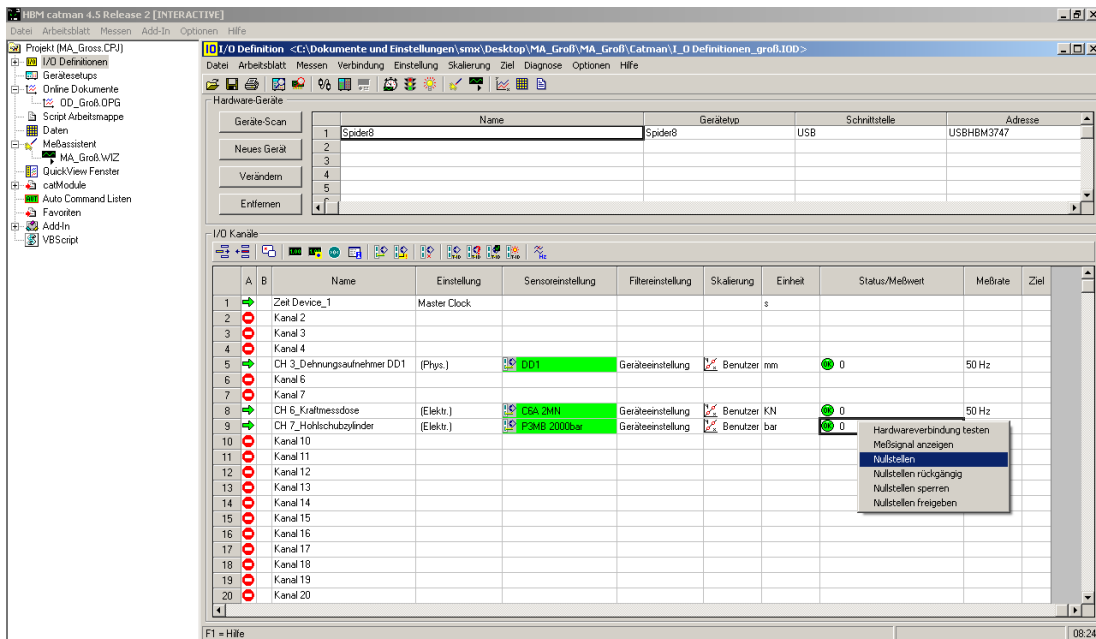 HBM catman 4.5 Release 2 [INTERACTIVE]
Datei Arbeitsblatt Messen Add-In Optionen Hilfe
Projekt (MA_Gross.CPJ)
I/O Definitionen
Gerätesetups
Online Dokumente
OD_Groß.OPG
Script Arbeitsmappe
Daten
Meßassistent
MA_Groß.WIZ
QuickView Fenster
catModule
Auto Command Listen
Favoriten
Add-In
VBScript
I/O Definition <C:\Dokumente und Einstellungen\smx\Desktop\MA_Groß\MA_Groß\Catman\I_O Definitionen_groß.IOD>
Datei Arbeitsblatt Messen Verbindung Einstellung Skalierung Ziel Diagnose Optionen Hilfe
Hardware-Geräte
Geräte-Scan
Neues Gerät
Verändern
Entfernen
Name Gerätetyp Schnittstelle Adresse
1 Spider8 Spider8 USB USBHBM3747
2
3
4
5
I/O Kanäle
A B Name Einstellung Sensoreinstellung Filtereinstellung Skalierung Einheit Status/Meßwert Meßrate Ziel
1 Zeit Device_1 Master Clock s
2 Kanal 2
3 Kanal 3
4 Kanal 4
5 CH 3_Dehnungsaufnehmer DD1 (Phys.) DD1 Geräteeinstellung Benutzer mm OK 0 50 Hz
6 Kanal 6
7 Kanal 7
8 CH 6_Kraftmessdose (Elektr.) C6A 2MN Geräteeinstellung Benutzer KN OK 0 50 Hz
9 CH 7_Hohlschubzylinder (Elektr.) P3MB 2000bar Geräteeinstellung Benutzer bar OK 0
10 Kanal 10
11 Kanal 11
12 Kanal 12
13 Kanal 13
14 Kanal 14
15 Kanal 15
16 Kanal 16
17 Kanal 17
18 Kanal 18
19 Kanal 19
20 Kanal 20
Hardwareverbindung testen
Meßsignal anzeigen
Nullstellen
Nullstellen rückgängig
Nullstellen sperren
Nullstellen freigeben
F1 = Hilfe
08:24